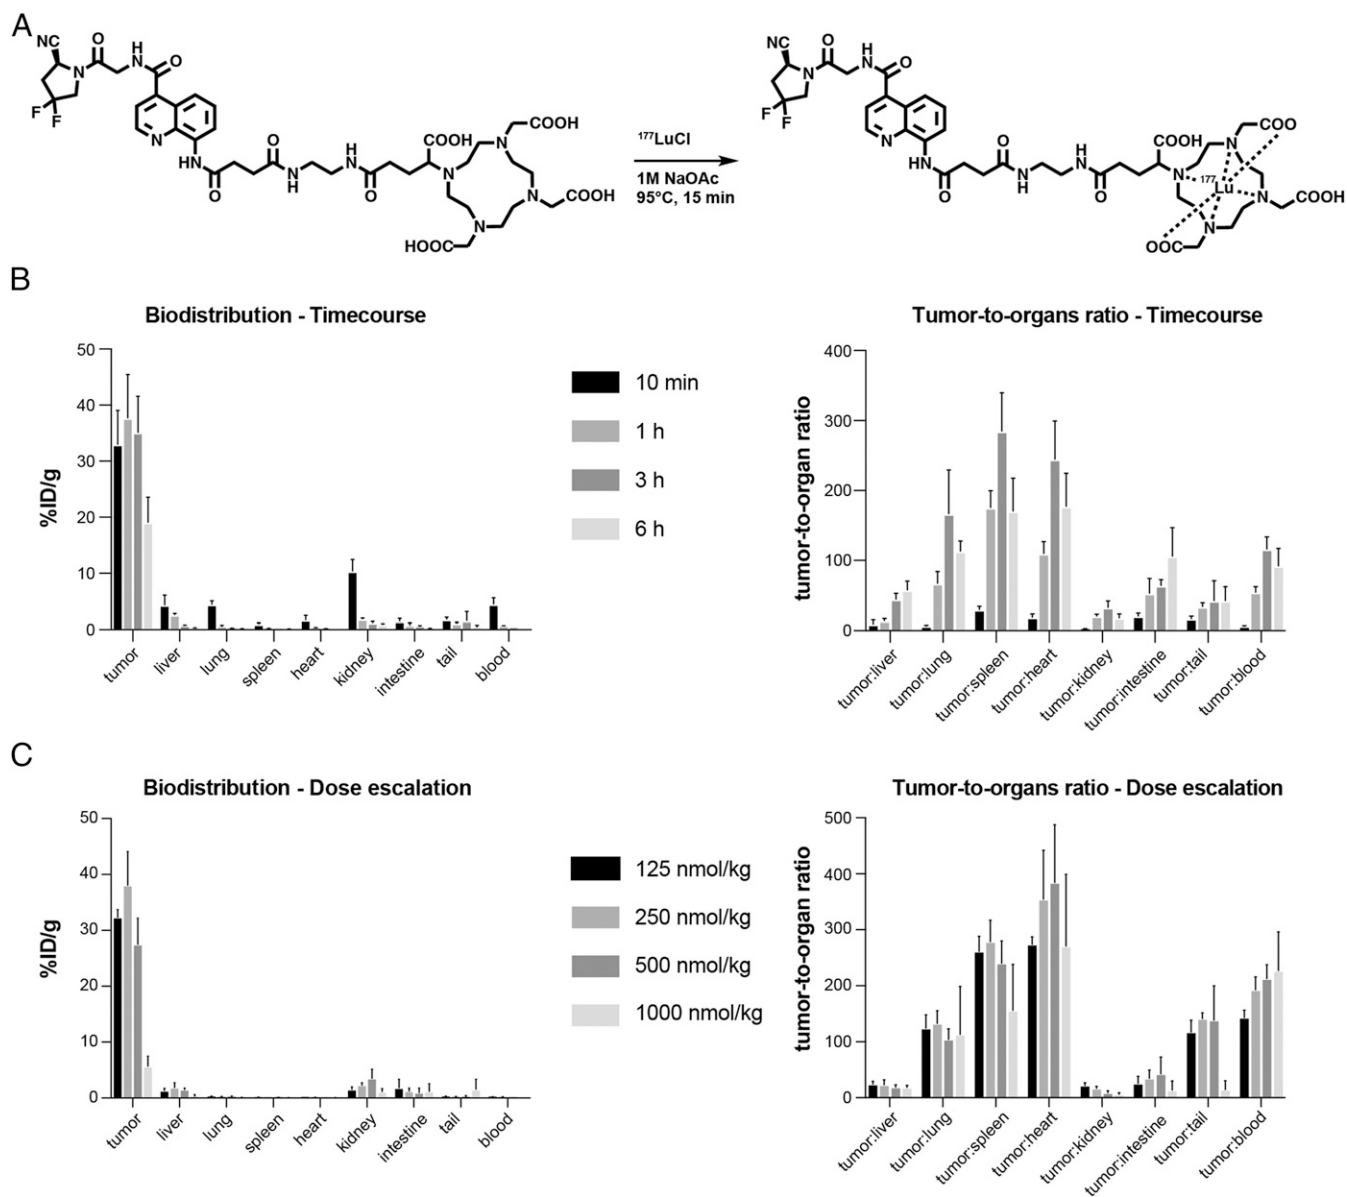 A
NC
O
N
H
N
O
F
F
N
HN
O
O
N
H
H
N
O
COOH
N
N
COOH
N
COOH
N
HOOC
¹⁷⁷LuCl
1M NaOAc
95°C, 15 min
NC
O
N
H
N
O
F
F
N
HN
O
O
N
H
H
N
O
COOH
N
N
COO
¹⁷⁷Lu
N
COOH
N
OOC
B
Biodistribution - Timecourse
%ID/g
50
40
30
20
10
0
tumor
liver
lung
spleen
heart
kidney
intestine
tail
blood
10 min
1 h
3 h
6 h
Tumor-to-organs ratio - Timecourse
tumor-to-organ ratio
400
300
200
100
0
tumor:liver
tumor:lung
tumor:spleen
tumor:heart
tumor:kidney
tumor:intestine
tumor:tail
tumor:blood
C
Biodistribution - Dose escalation
%ID/g
50
40
30
20
10
0
tumor
liver
lung
spleen
heart
kidney
intestine
tail
blood
125 nmol/kg
250 nmol/kg
500 nmol/kg
1000 nmol/kg
Tumor-to-organs ratio - Dose escalation
tumor-to-organ ratio
500
400
300
200
100
0
tumor:liver
tumor:lung
tumor:spleen
tumor:heart
tumor:kidney
tumor:intestine
tumor:tail
tumor:blood